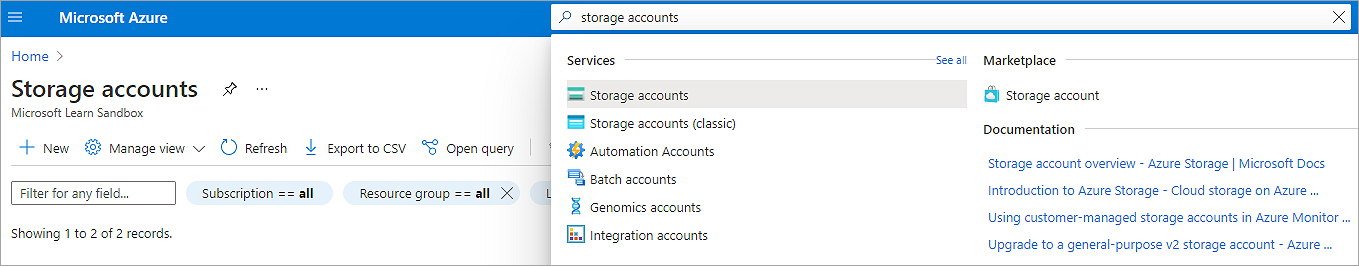 Microsoft Azure
storage accounts
Home
Storage accounts
...
Microsoft Learn Sandbox
New
Manage view
Refresh
Export to CSV
Open query
Filter for any field...
Subscription == all
Resource group == all
Showing 1 to 2 of 2 records.
Services
See all
Storage accounts
Storage accounts (classic)
Automation Accounts
Batch accounts
Genomics accounts
Integration accounts
Marketplace
Storage account
Documentation
Storage account overview - Azure Storage | Microsoft Docs
Introduction to Azure Storage - Cloud storage on Azure ...
Using customer-managed storage accounts in Azure Monitor ...
Upgrade to a general-purpose v2 storage account - Azure ...